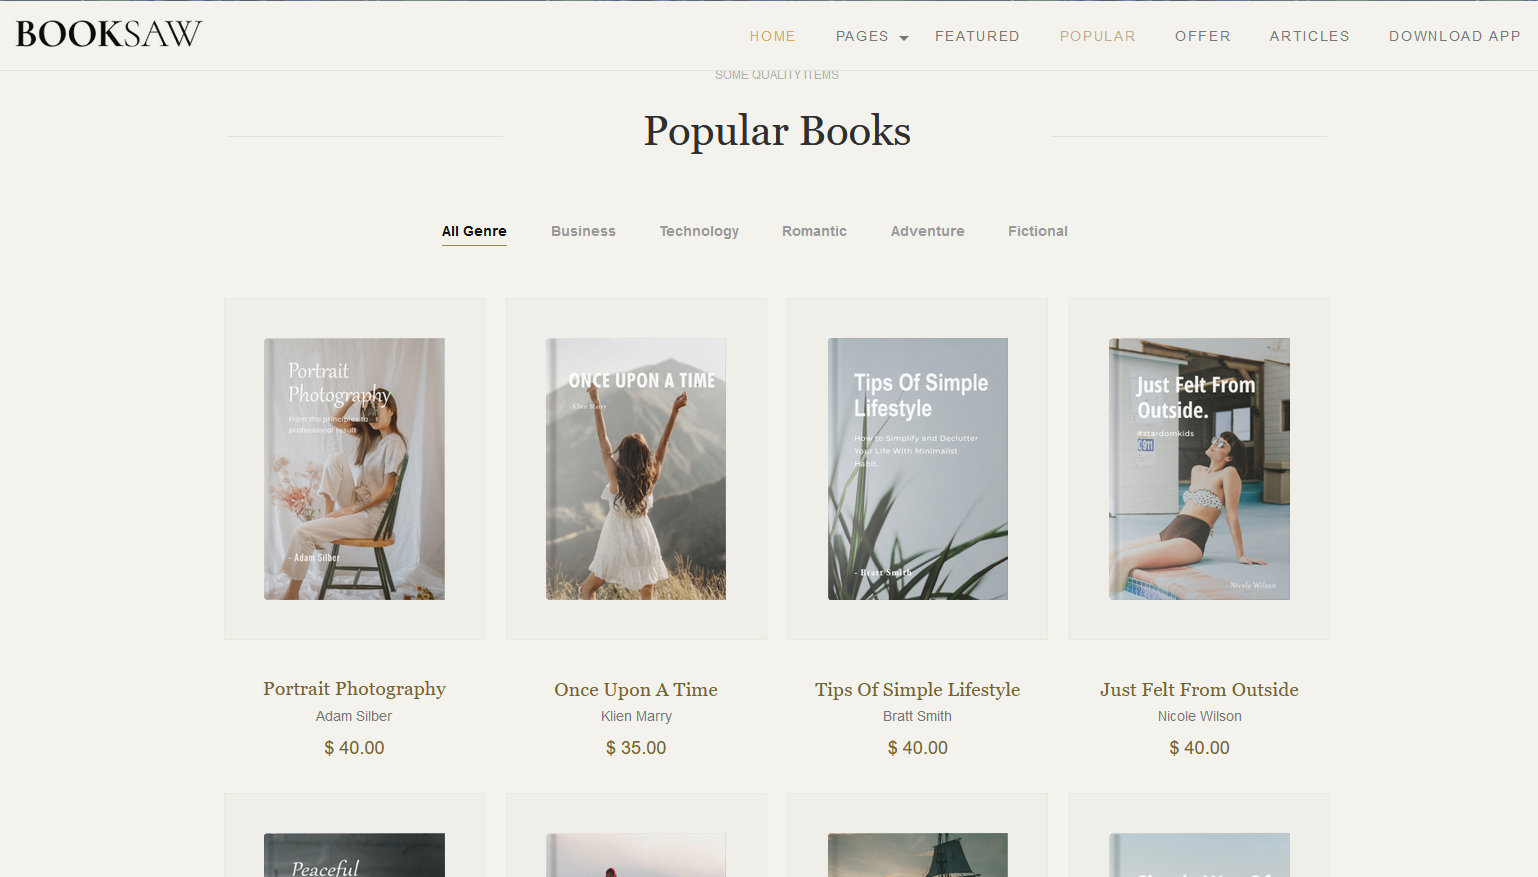 BOOKSAW
HOME PAGES FEATURED POPULAR OFFER ARTICLES DOWNLOAD APP
SOME QUALITY ITEMS
Popular Books
All Genre Business Technology Romantic Adventure Fictional
Portrait
Photography
From the principles to
professional result
- Adam Silber
ONCE UPON A TIME
-Klien Marry
Tips Of Simple
Lifestyle
How to Simplify and Declutter
Your Life With Minimalist
Habit.
- Bratt Smith
Just Felt From
Outside.
#stardomkids
- Nicole Wilson
Portrait Photography
Adam Silber
$ 40.00
Once Upon A Time
Klien Marry
$ 35.00
Tips Of Simple Lifestyle
Bratt Smith
$ 40.00
Just Felt From Outside
Nicole Wilson
$ 40.00
Peaceful